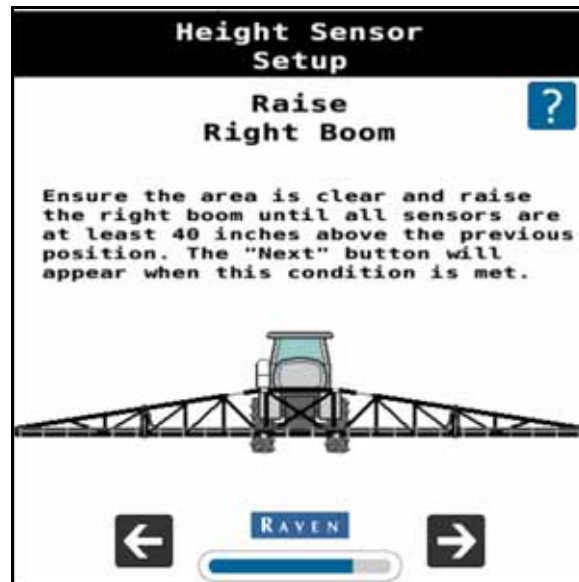 Height Sensor
Setup
Raise
Right Boom
?
Ensure the area is clear and raise
the right boom until all sensors are
at least 40 inches above the previous
position. The "Next" button will
appear when this condition is met.
RAVEN